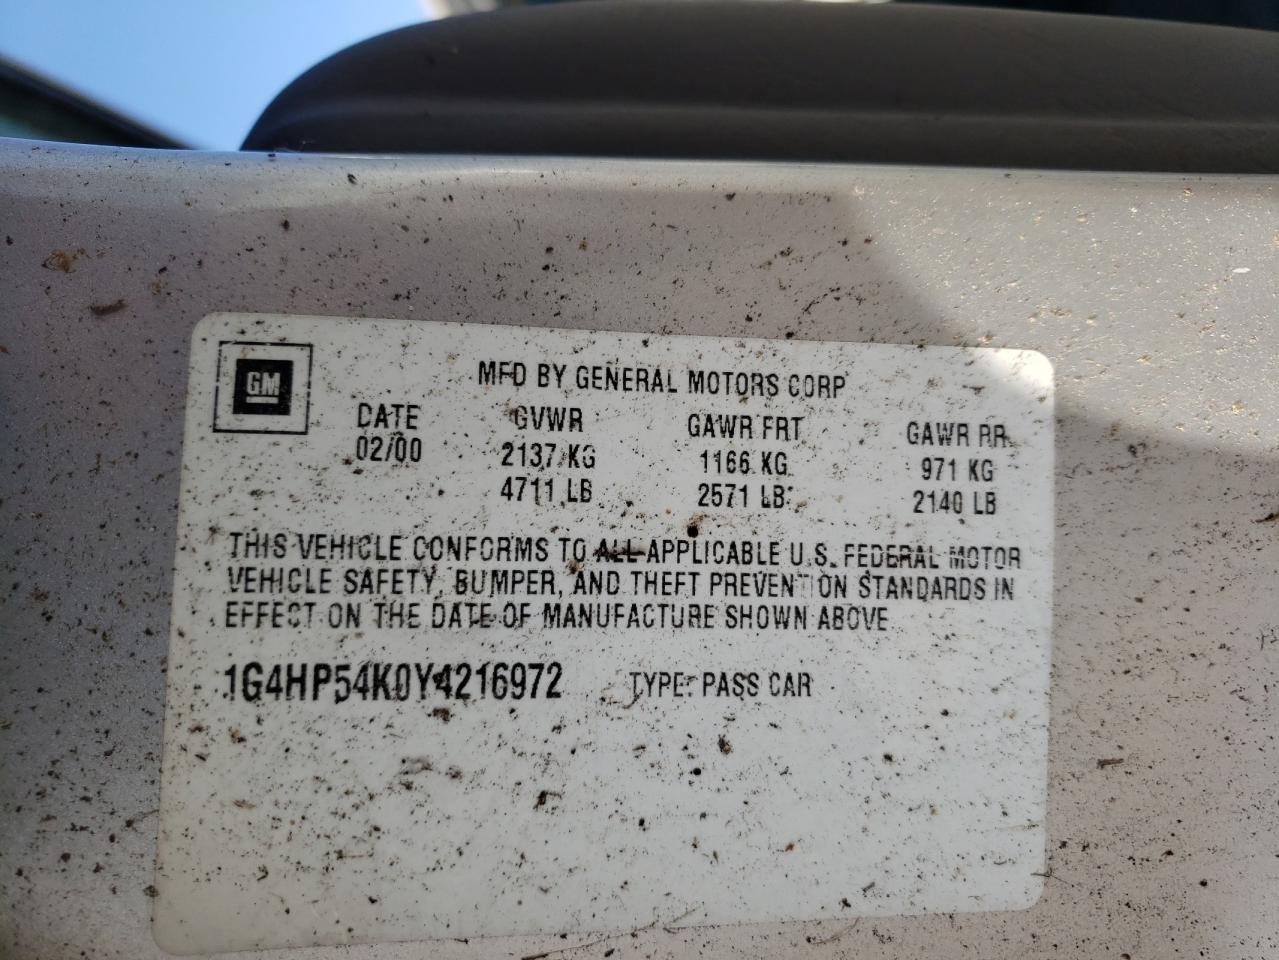 GM
MFD BY GENERAL MOTORS CORP
DATE GVWR GAWR FRT GAWR RR
02/00 2137 KG 1166 KG 971 KG
4711 LB 2571 LB 2140 LB
THIS VEHICLE CONFORMS TO ALL APPLICABLE U.S. FEDERAL MOTOR
VEHICLE SAFETY, BUMPER, AND THEFT PREVENTION STANDARDS IN
EFFECT ON THE DATE OF MANUFACTURE SHOWN ABOVE
1G4HP54K0Y4216972 TYPE: PASS CAR